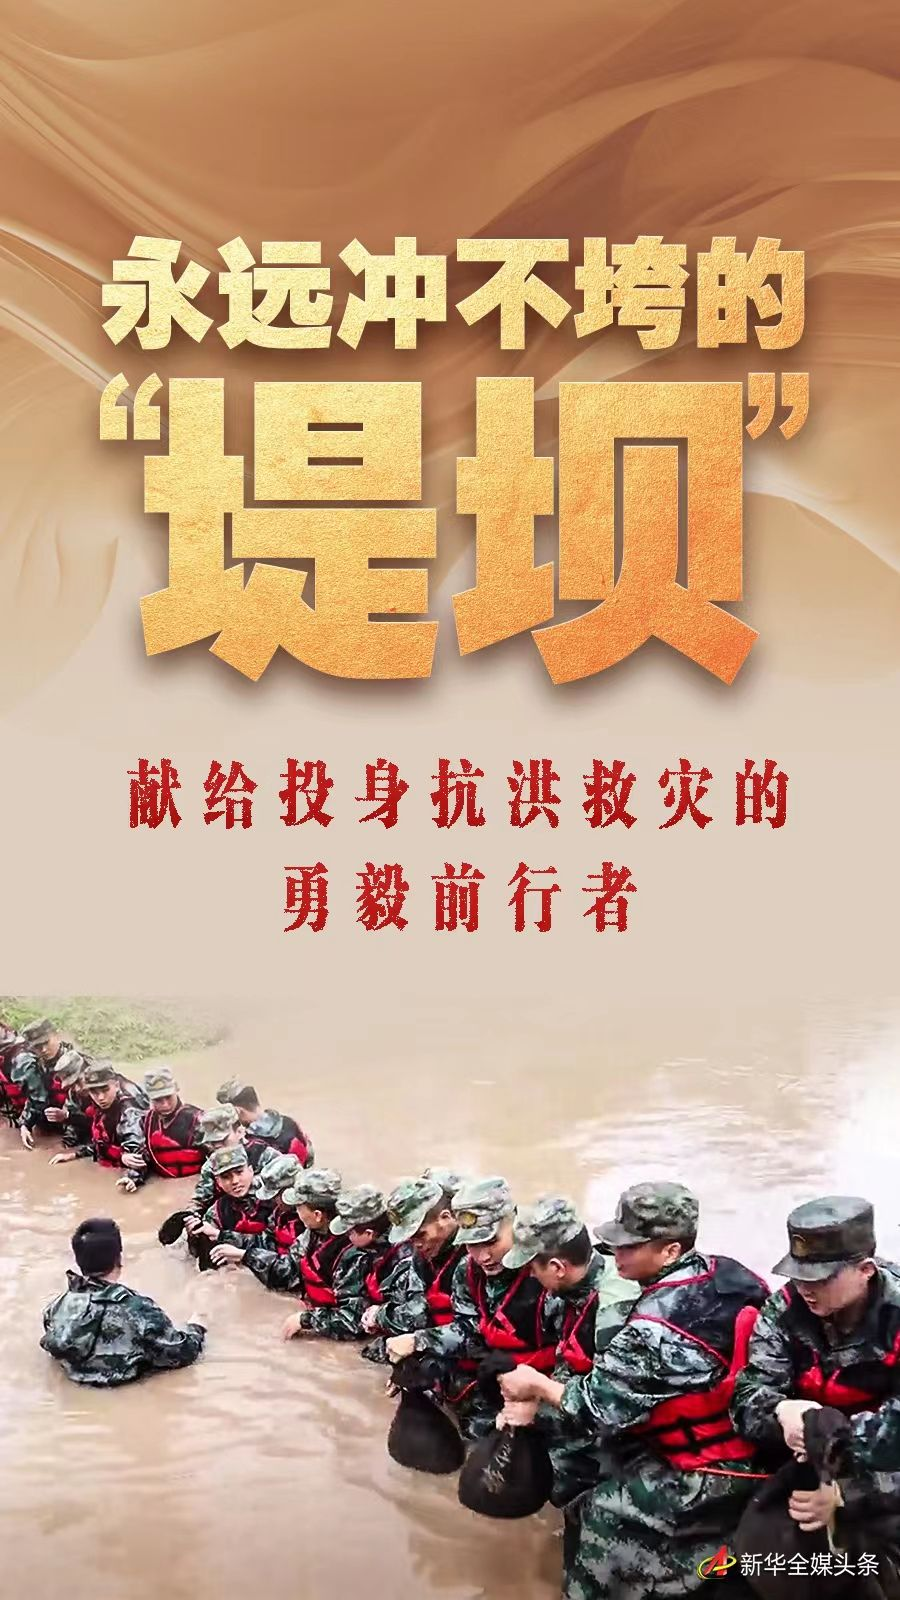 永远冲不垮的
“堤坝”
献给投身抗洪救灾的
勇毅前行者
新华全媒头条